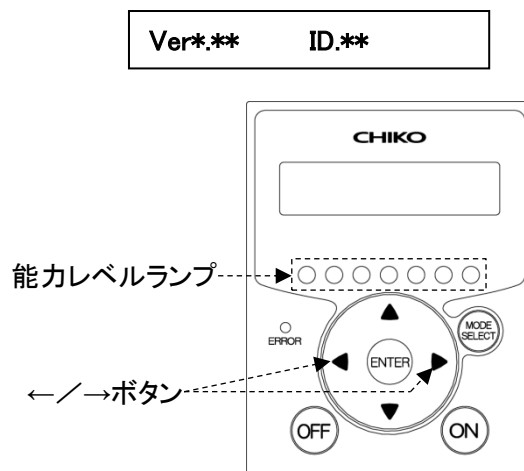 Ver*.** ID.**
CHIKO
能力レベルランプ
ERROR
MODE
SELECT
ENTER
←／→ボタン
OFF
ON